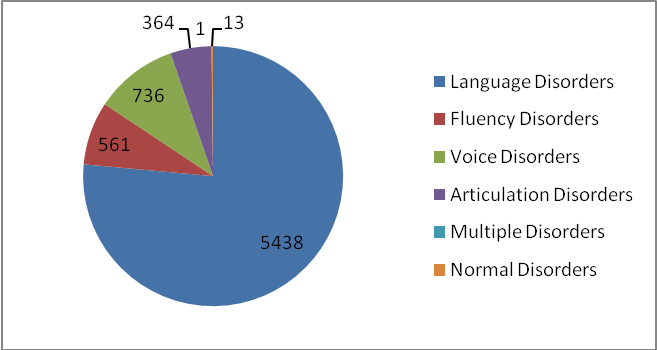 364
1
13
736
561
5438
Language Disorders
Fluency Disorders
Voice Disorders
Articulation Disorders
Multiple Disorders
Normal Disorders